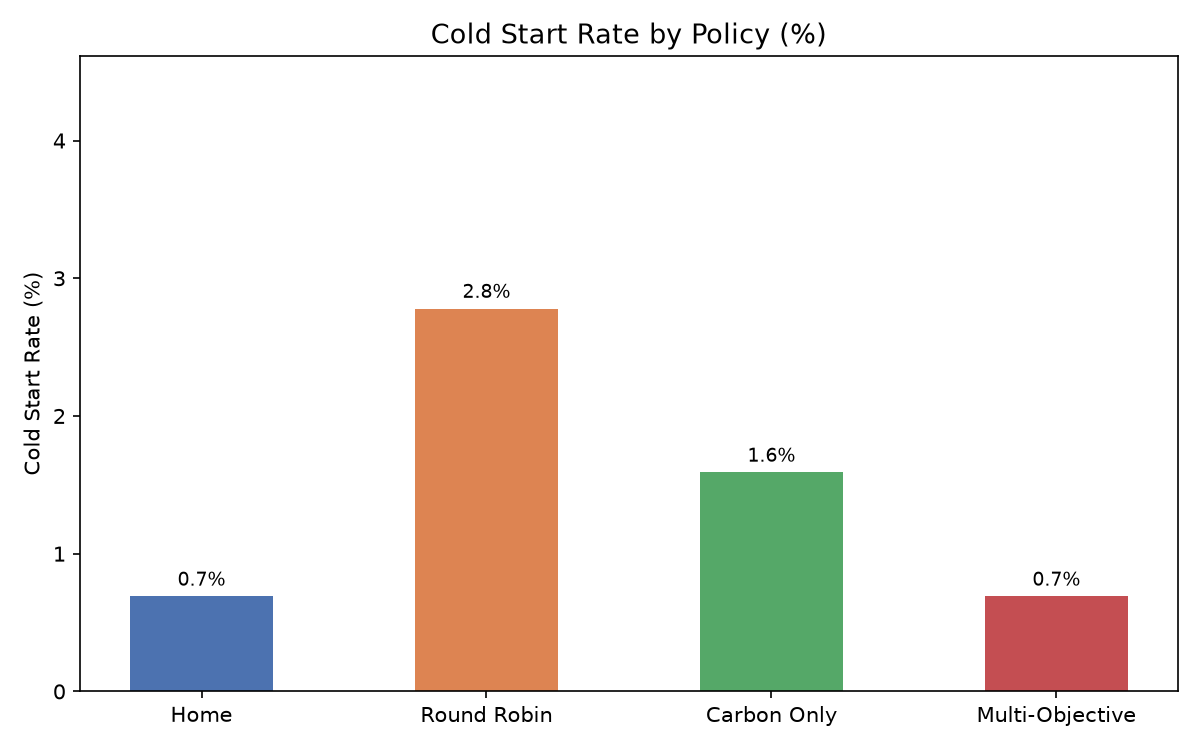 Cold Start Rate by Policy (%)
Cold Start Rate (%)
4
3
2
1
0
0.7%
2.8%
1.6%
0.7%
Home
Round Robin
Carbon Only
Multi-Objective